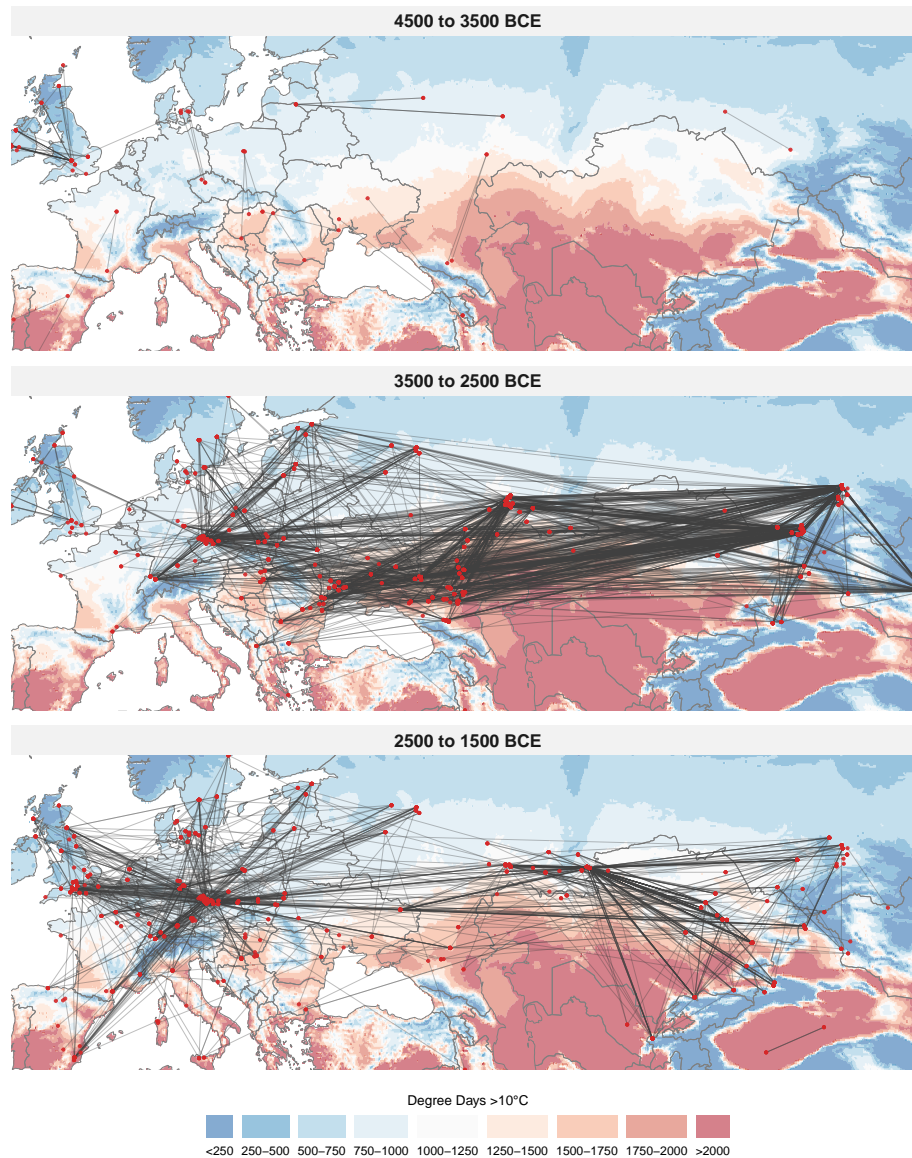 4500 to 3500 BCE
3500 to 2500 BCE
2500 to 1500 BCE
Degree Days >10°C
<250 250–500 500–750 750–1000 1000–1250 1250–1500 1500–1750 1750–2000 >2000